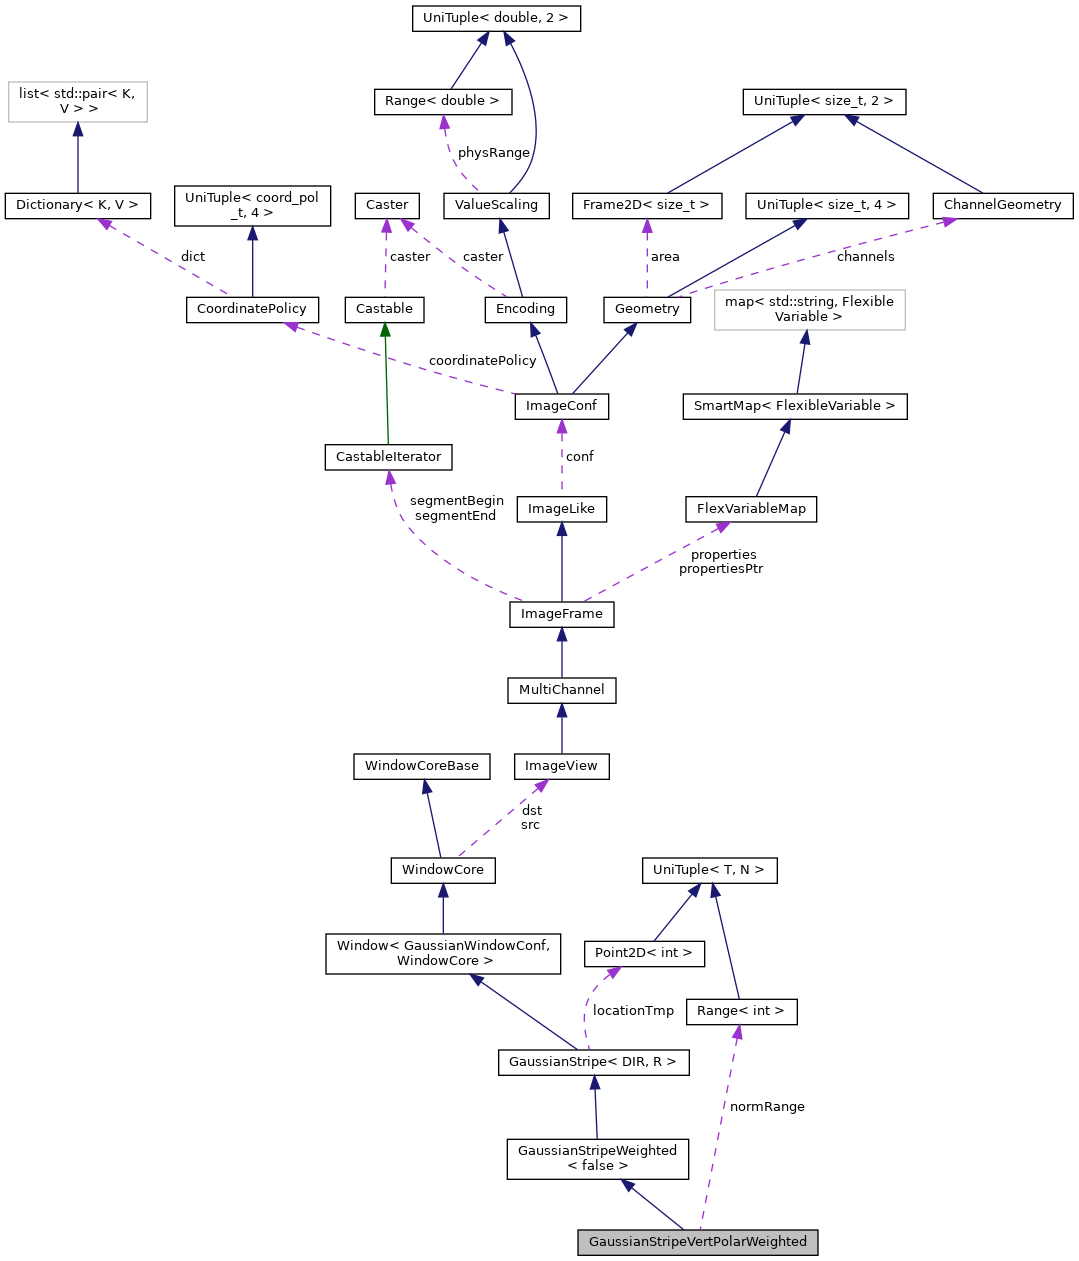 UniTuple< double, 2 >
list< std::pair< K,
V > >
Range< double >
UniTuple< size_t, 2 >
physRange
Dictionary< K, V >
UniTuple< coord_pol
_t, 4 >
Caster
ValueScaling
Frame2D< size_t >
UniTuple< size_t, 4 >
ChannelGeometry
dict
caster
caster
area
channels
CoordinatePolicy
Castable
Encoding
Geometry
map< std::string, Flexible
Variable >
coordinatePolicy
ImageConf
SmartMap< FlexibleVariable >
CastableIterator
conf
segmentBegin
segmentEnd
ImageLike
FlexVariableMap
properties
propertiesPtr
ImageFrame
MultiChannel
WindowCoreBase
ImageView
dst
src
WindowCore
UniTuple< T, N >
Window< GaussianWindowConf,
WindowCore >
Point2D< int >
locationTmp
Range< int >
GaussianStripe< DIR, R >
normRange
GaussianStripeWeighted
< false >
GaussianStripeVertPolarWeighted